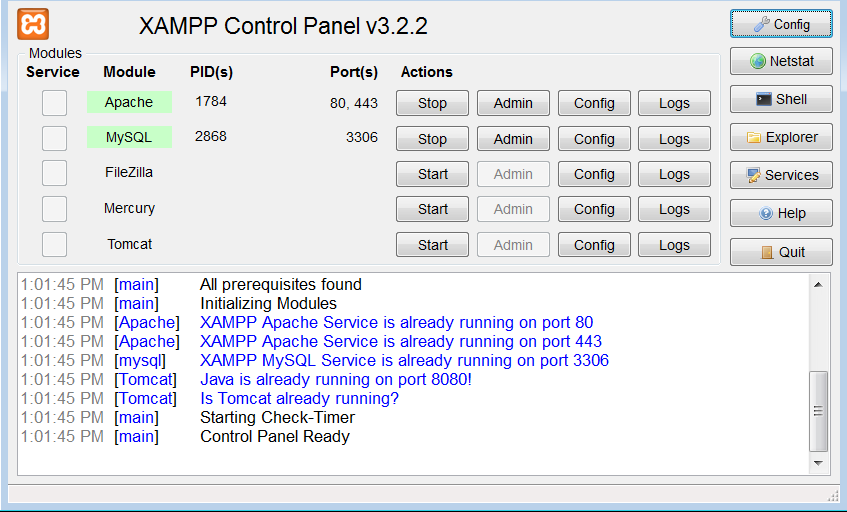 XAMPP Control Panel v3.2.2
Config
Modules
Service Module PID(s) Port(s) Actions
Netstat
Apache 1784 80, 443 Stop Admin Config Logs
Shell
MySQL 2868 3306 Stop Admin Config Logs
Explorer
FileZilla Start Admin Config Logs
Services
Mercury Start Admin Config Logs
Help
Tomcat Start Admin Config Logs
Quit
1:01:45 PM [main] All prerequisites found
1:01:45 PM [main] Initializing Modules
1:01:45 PM [Apache] XAMPP Apache Service is already running on port 80
1:01:45 PM [Apache] XAMPP Apache Service is already running on port 443
1:01:45 PM [mysql] XAMPP MySQL Service is already running on port 3306
1:01:45 PM [Tomcat] Java is already running on port 8080!
1:01:45 PM [Tomcat] Is Tomcat already running?
1:01:45 PM [main] Starting Check-Timer
1:01:45 PM [main] Control Panel Ready